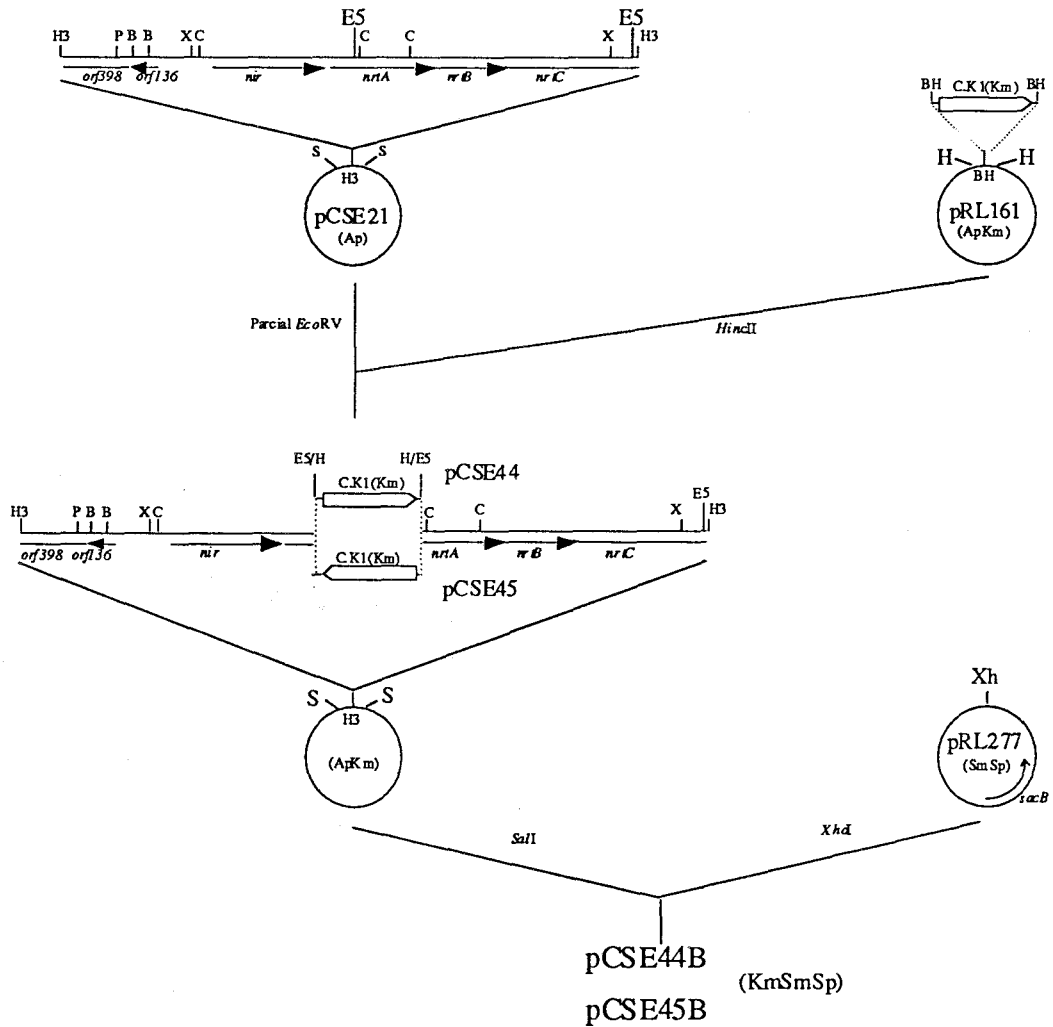 E5 E5
H3 P B B X C C C X H3
orf398 orf136 nir nrtA nrtB nrtC
BH C.K1(Km) BH
S S
H3
pCSE21
(Ap)
H H
BH
pRL161
(ApKm)
Parcial EcoRV
HincII
E5/H H/E5
C.K1(Km)
pCSE44
H3 P B B X C C C X E5 H3
orf398 orf136 nir nrtA nrtB nrtC
C.K1(Km)
pCSE45
S S
H3
(ApKm)
Xh
pRL277
(SmSp)
sacB
SalI
XhoI
pCSE44B
(KmSmSp)
pCSE45B